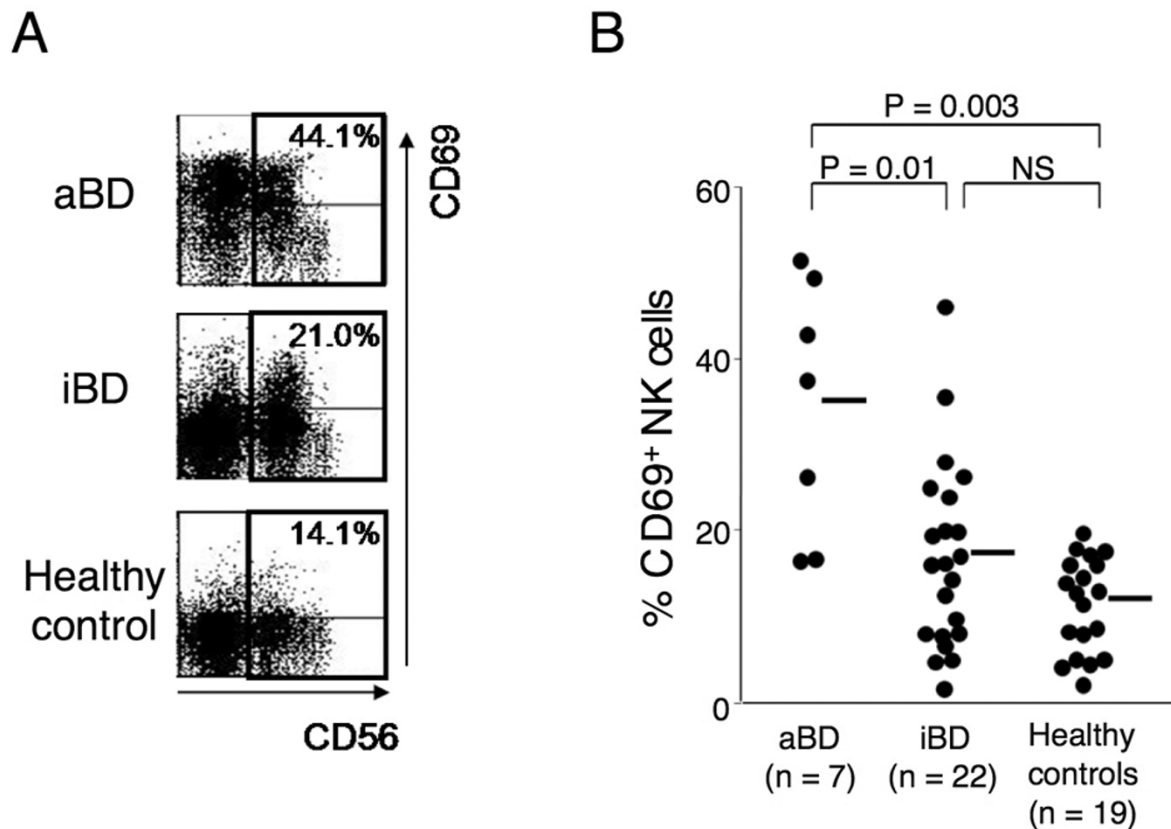 A
aBD
44.1%
CD69
iBD
21.0%
Healthy
control
14.1%
CD56
B
P = 0.003
P = 0.01
NS
% CD69+ NK cells
60
40
20
0
aBD
(n = 7)
iBD
(n = 22)
Healthy
controls
(n = 19)